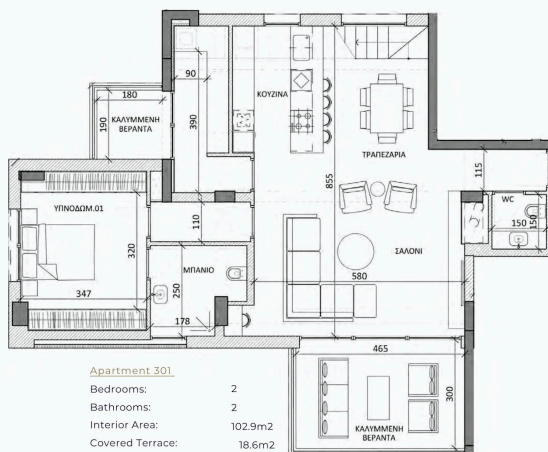 90
180
ΚΑΛΥΜΜΕΝΗ
ΒΕΡΑΝΤΑ
190
390
ΚΟΥΖΙΝΑ
ΤΡΑΠΕΖΑΡΙΑ
855
115
WC
150
150
ΥΠΝΟΔΩΜ.01
320
347
110
ΜΠΑΝΙΟ
250
178
ΣΑΛΟΝΙ
580
465
300
ΚΑΛΥΜΜΕΝΗ
ΒΕΡΑΝΤΑ
Apartment 301
Bedrooms: 2
Bathrooms: 2
Interior Area: 102.9m2
Covered Terrace: 18.6m2